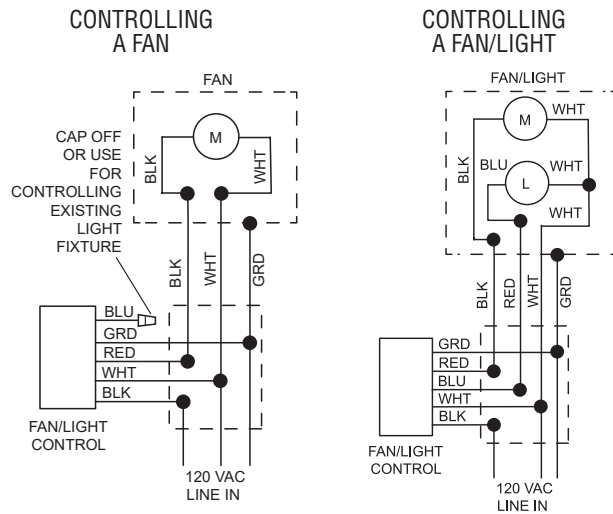 CONTROLLING
A FAN
FAN
M
BLK
WHT
CAP OFF
OR USE
FOR
CONTROLLING
EXISTING
LIGHT
FIXTURE
BLK
WHT
GRD
BLU
GRD
RED
WHT
BLK
FAN/LIGHT
CONTROL
120 VAC
LINE IN
CONTROLLING
A FAN/LIGHT
FAN/LIGHT
M
WHT
BLK
BLU
WHT
L
WHT
BLK
RED
WHT
GRD
GRD
RED
BLU
WHT
BLK
FAN/LIGHT
CONTROL
120 VAC
LINE IN